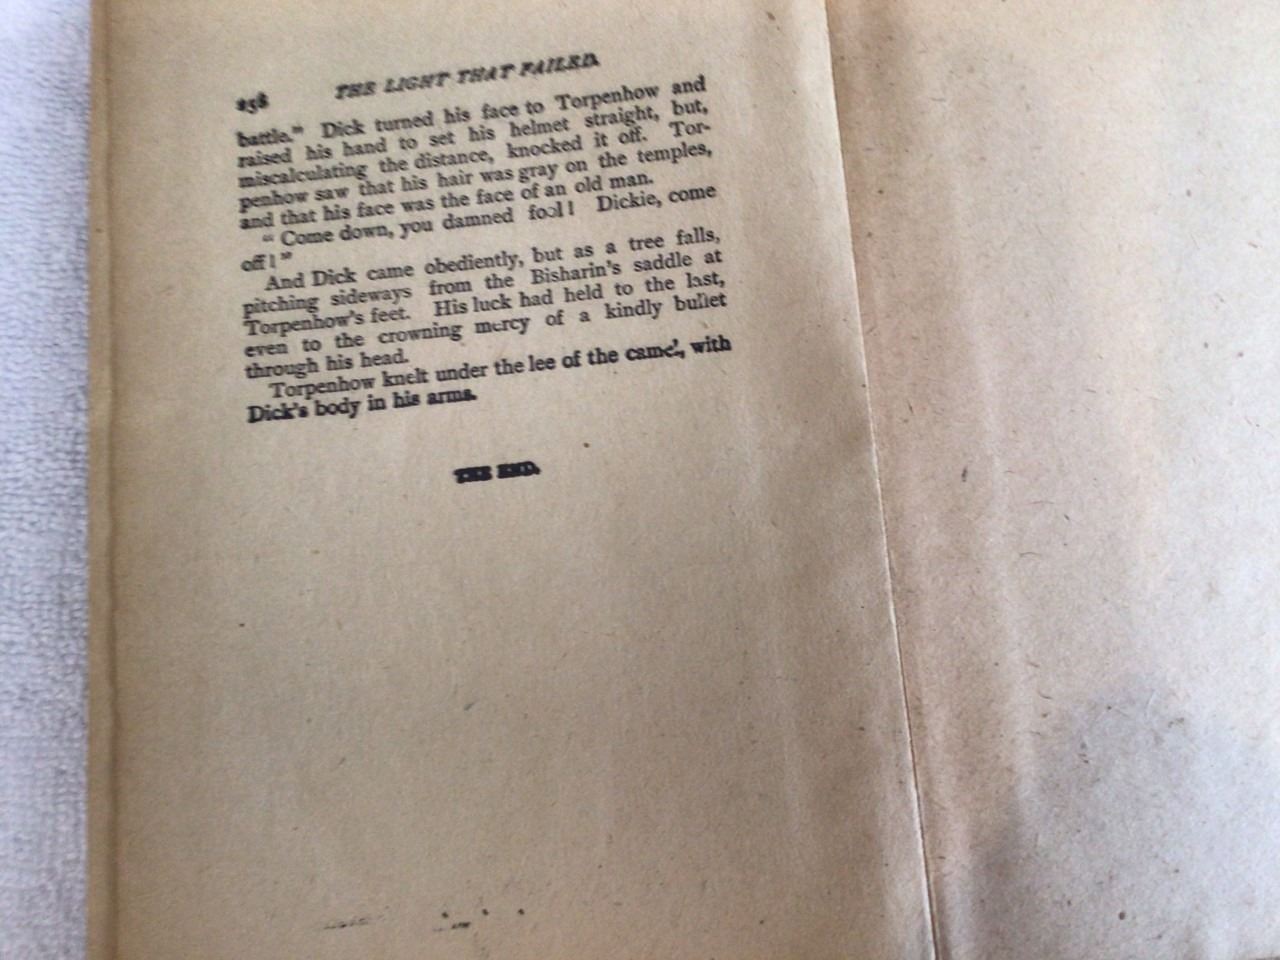 258 THE LIGHT THAT FAILED.
battle." Dick turned his face to Torpenhow and
raised his hand to set his helmet straight, but,
miscalculating the distance, knocked it off. Tor-
penhow saw that his hair was gray on the temples,
and that his face was the face of an old man.
"Come down, you damned fool! Dickie, come
off!"
And Dick came obediently, but as a tree falls,
pitching sideways from the Bisharin's saddle at
Torpenhow's feet. His luck had held to the last,
even to the crowning mercy of a kindly bullet
through his head.
Torpenhow knelt under the lee of the camel, with
Dick's body in his arms.
THE END.